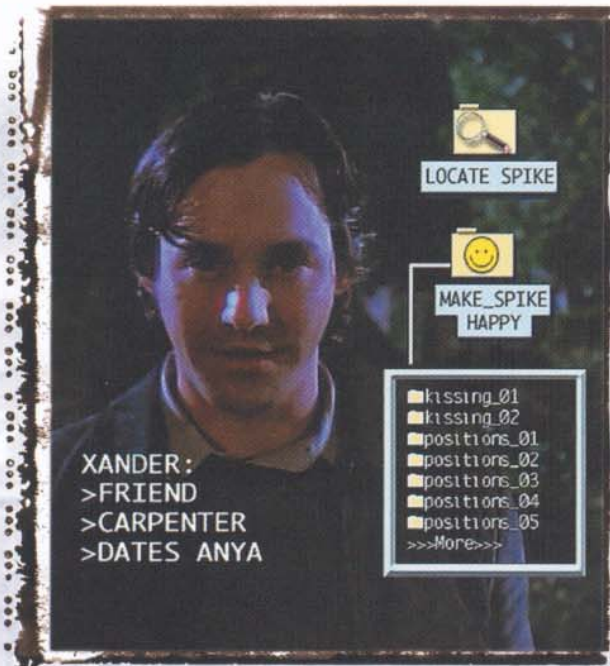 LOCATE SPIKE
MAKE_SPIKE
HAPPY
kissing_01
kissing_02
positions_01
positions_02
positions_03
positions_04
positions_05
>>>More>>>
XANDER:
>FRIEND
>CARPENTER
>DATES ANYA